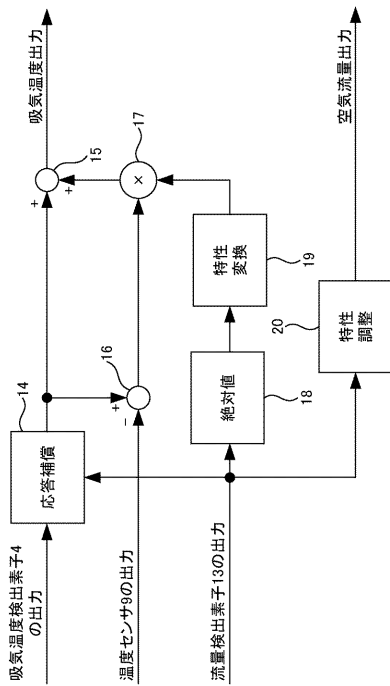 吸気温度検出素子4
の出力
応答補償
14
+
+
15
吸気温度出力
温度センサ9の出力
+
−
16
×
17
流量検出素子13の出力
絶対値
18
特性
変換
19
特性
調整
20
空気流量出力